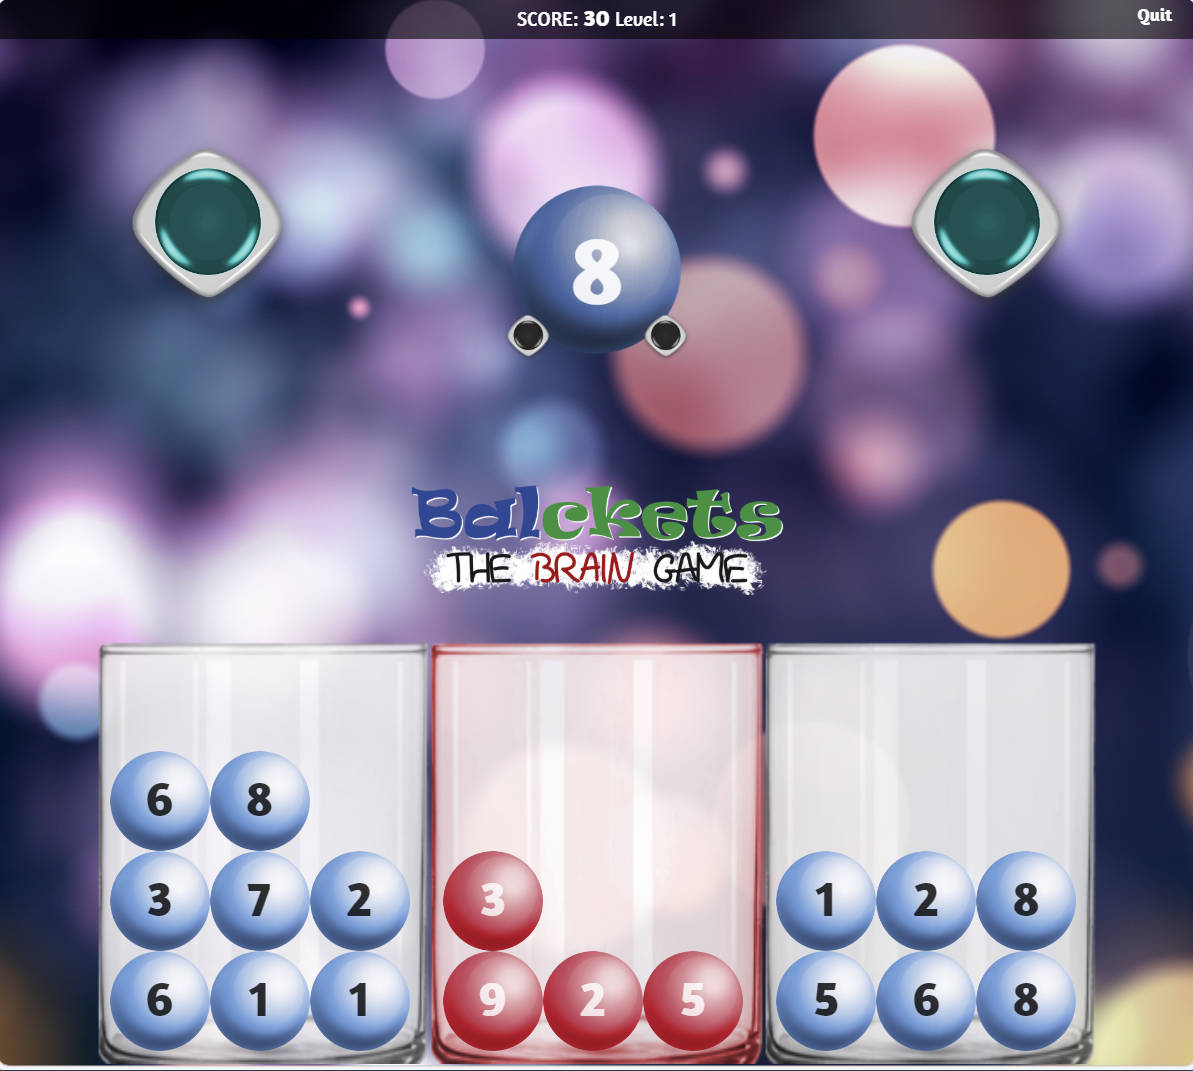 SCORE: 30 Level: 1
Quit
8
Balckets
THE BRAIN GAME
6 8
3 7 2
6 1 1
3
9 2 5
1 2 8
5 6 8